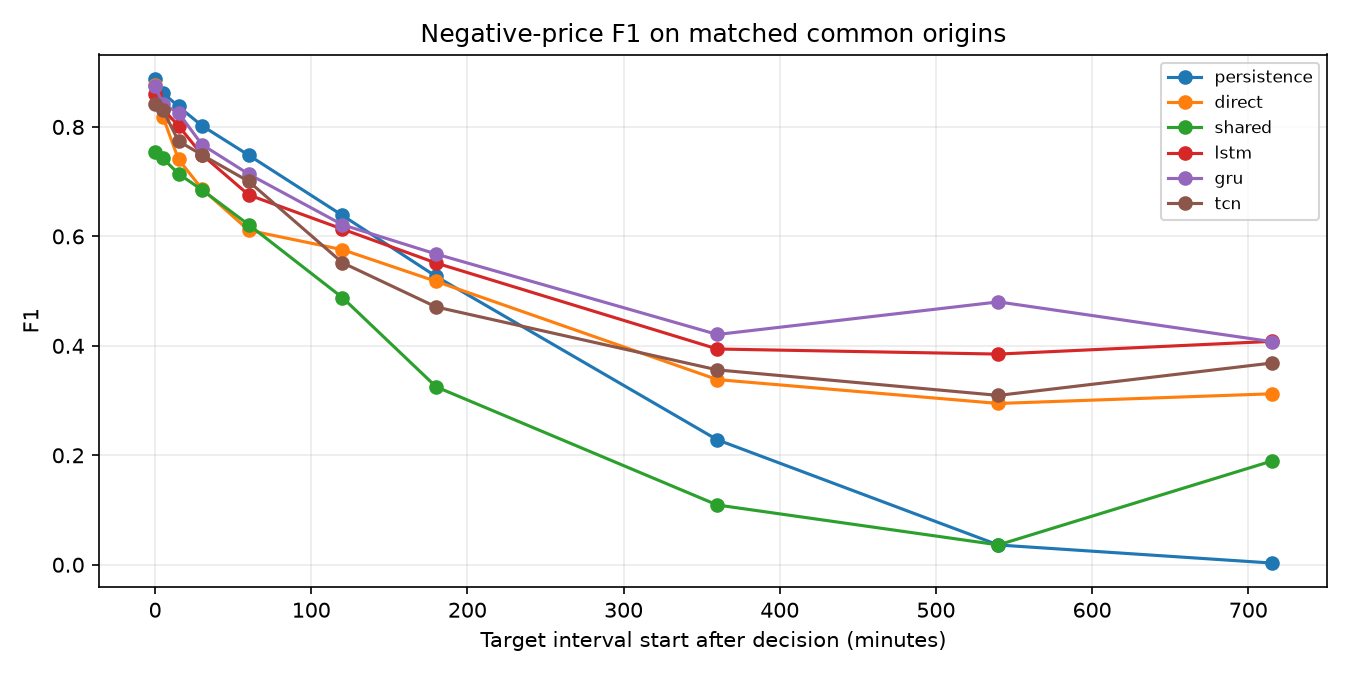 Negative-price F1 on matched common origins
persistence
direct
shared
lstm
gru
tcn
F1
0.8
0.6
0.4
0.2
0.0
0 100 200 300 400 500 600 700
Target interval start after decision (minutes)